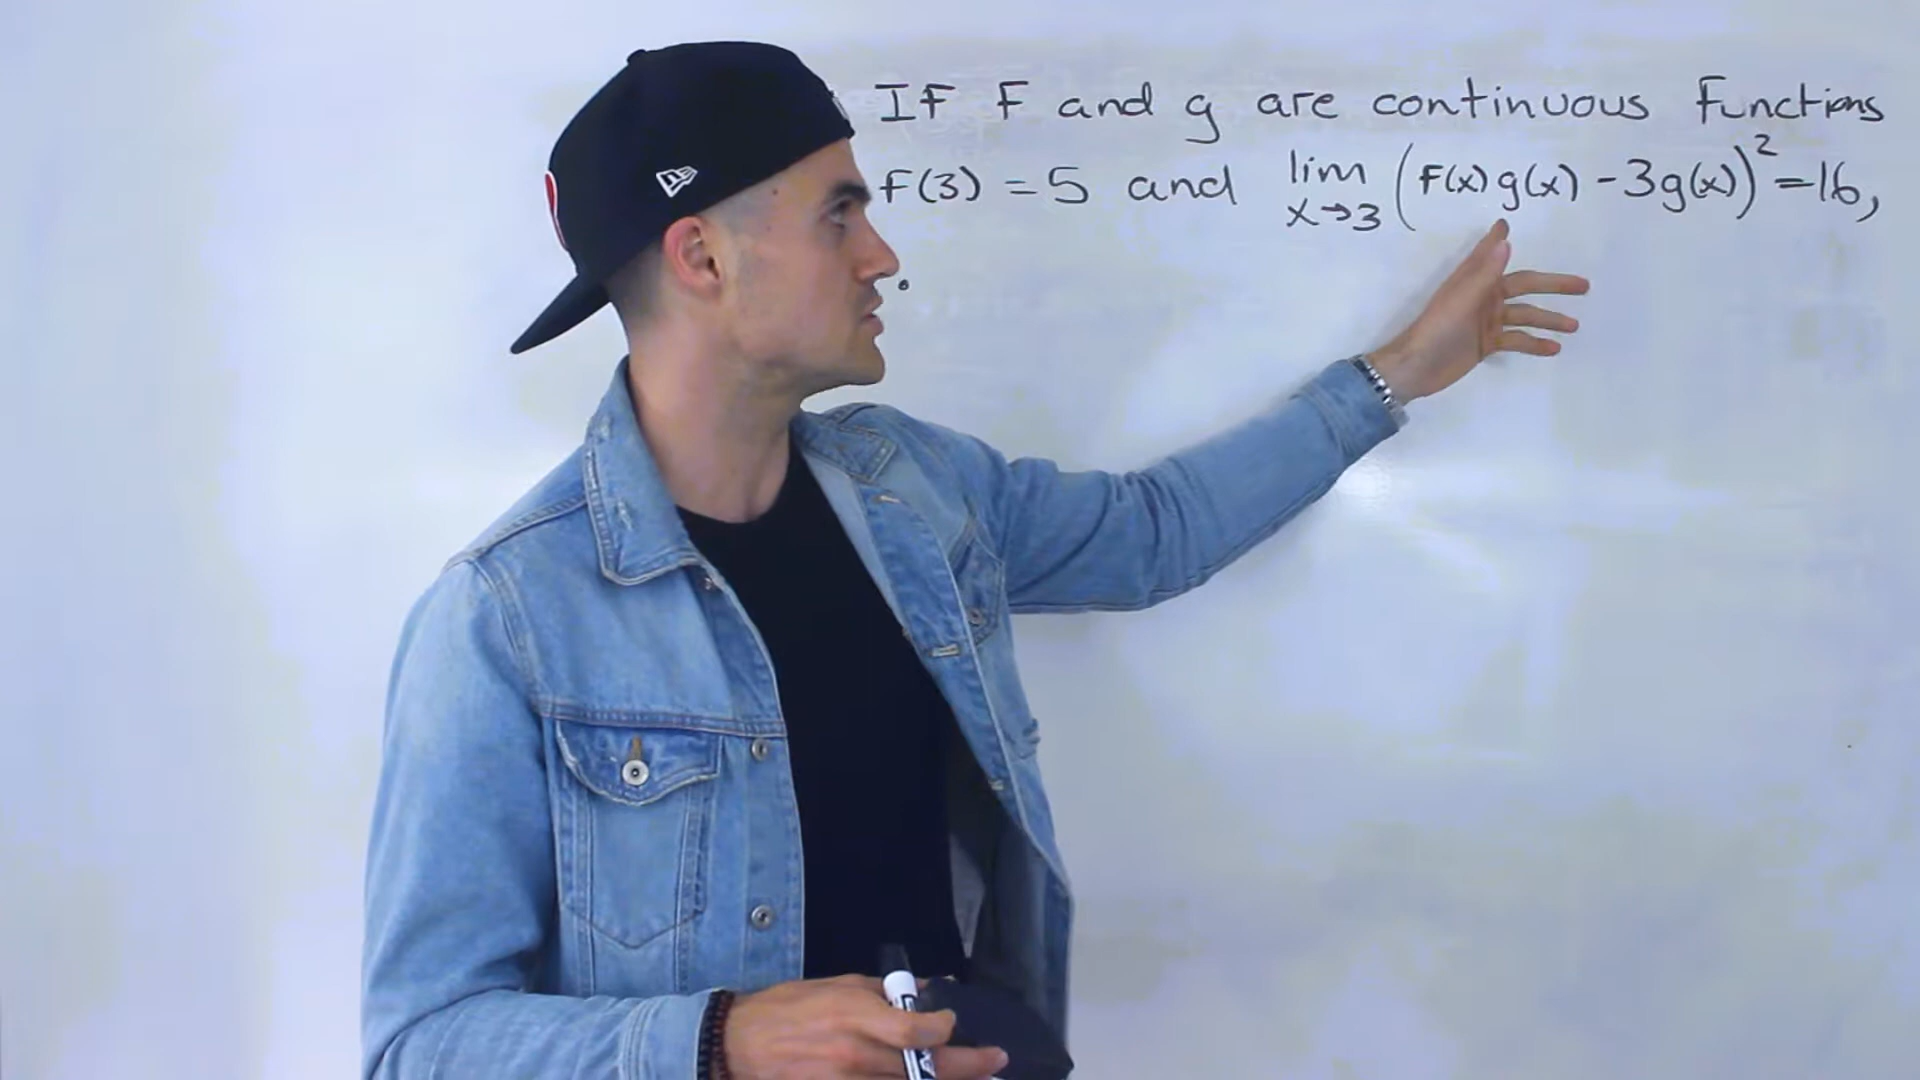 If f and g are continuous functions
f(3) = 5 and lim x→3 (f(x)g(x) - 3g(x))² = 16,